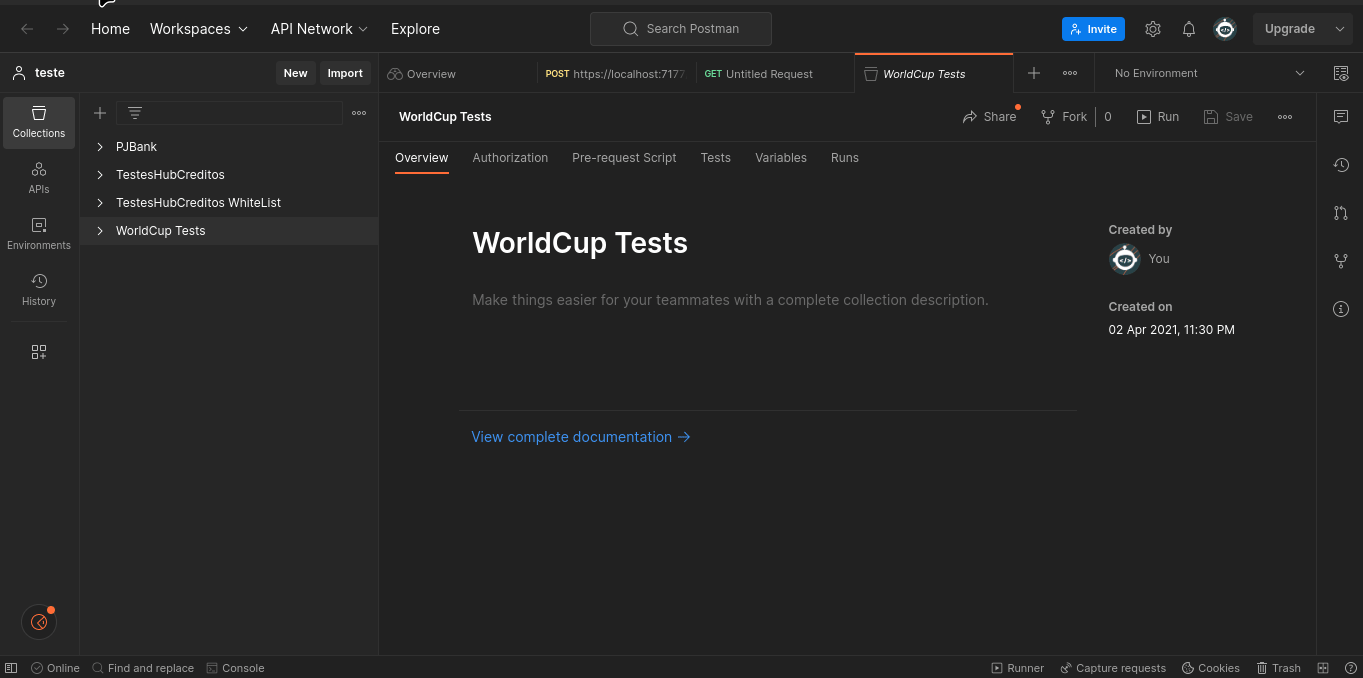 Home Workspaces API Network Explore Search Postman Invite Upgrade
teste New Import Overview POST https://localhost:7177 GET Untitled Request WorldCup Tests No Environment
WorldCup Tests Share Fork 0 Run Save
Overview Authorization Pre-request Script Tests Variables Runs
Collections
APIs
Environments
History
PJBank
TestesHubCreditos
TestesHubCreditos WhiteList
WorldCup Tests
WorldCup Tests
Make things easier for your teammates with a complete collection description.
View complete documentation →
Created by
You
Created on
02 Apr 2021, 11:30 PM
Online Find and replace Console Runner Capture requests Cookies Trash